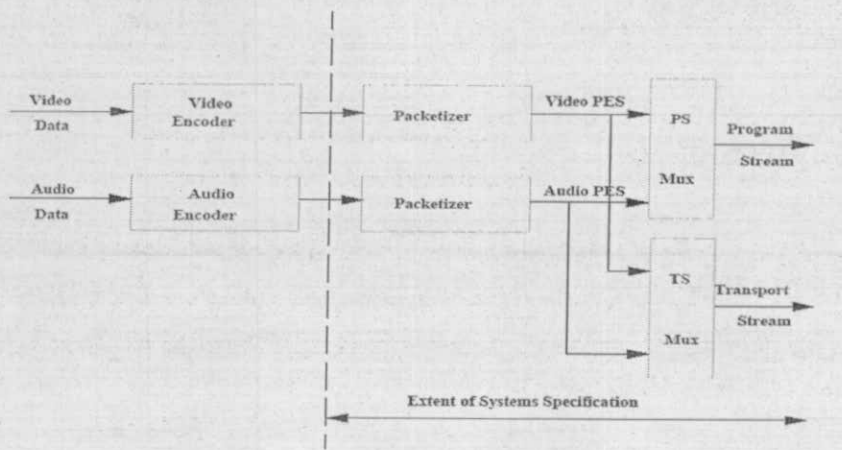 Video
Data
Video
Encoder
Packetizer
Video PES
PS
Mux
Program
Stream
Audio
Data
Audio
Encoder
Packetizer
Audio PES
TS
Mux
Transport
Stream
Extent of Systems Specification